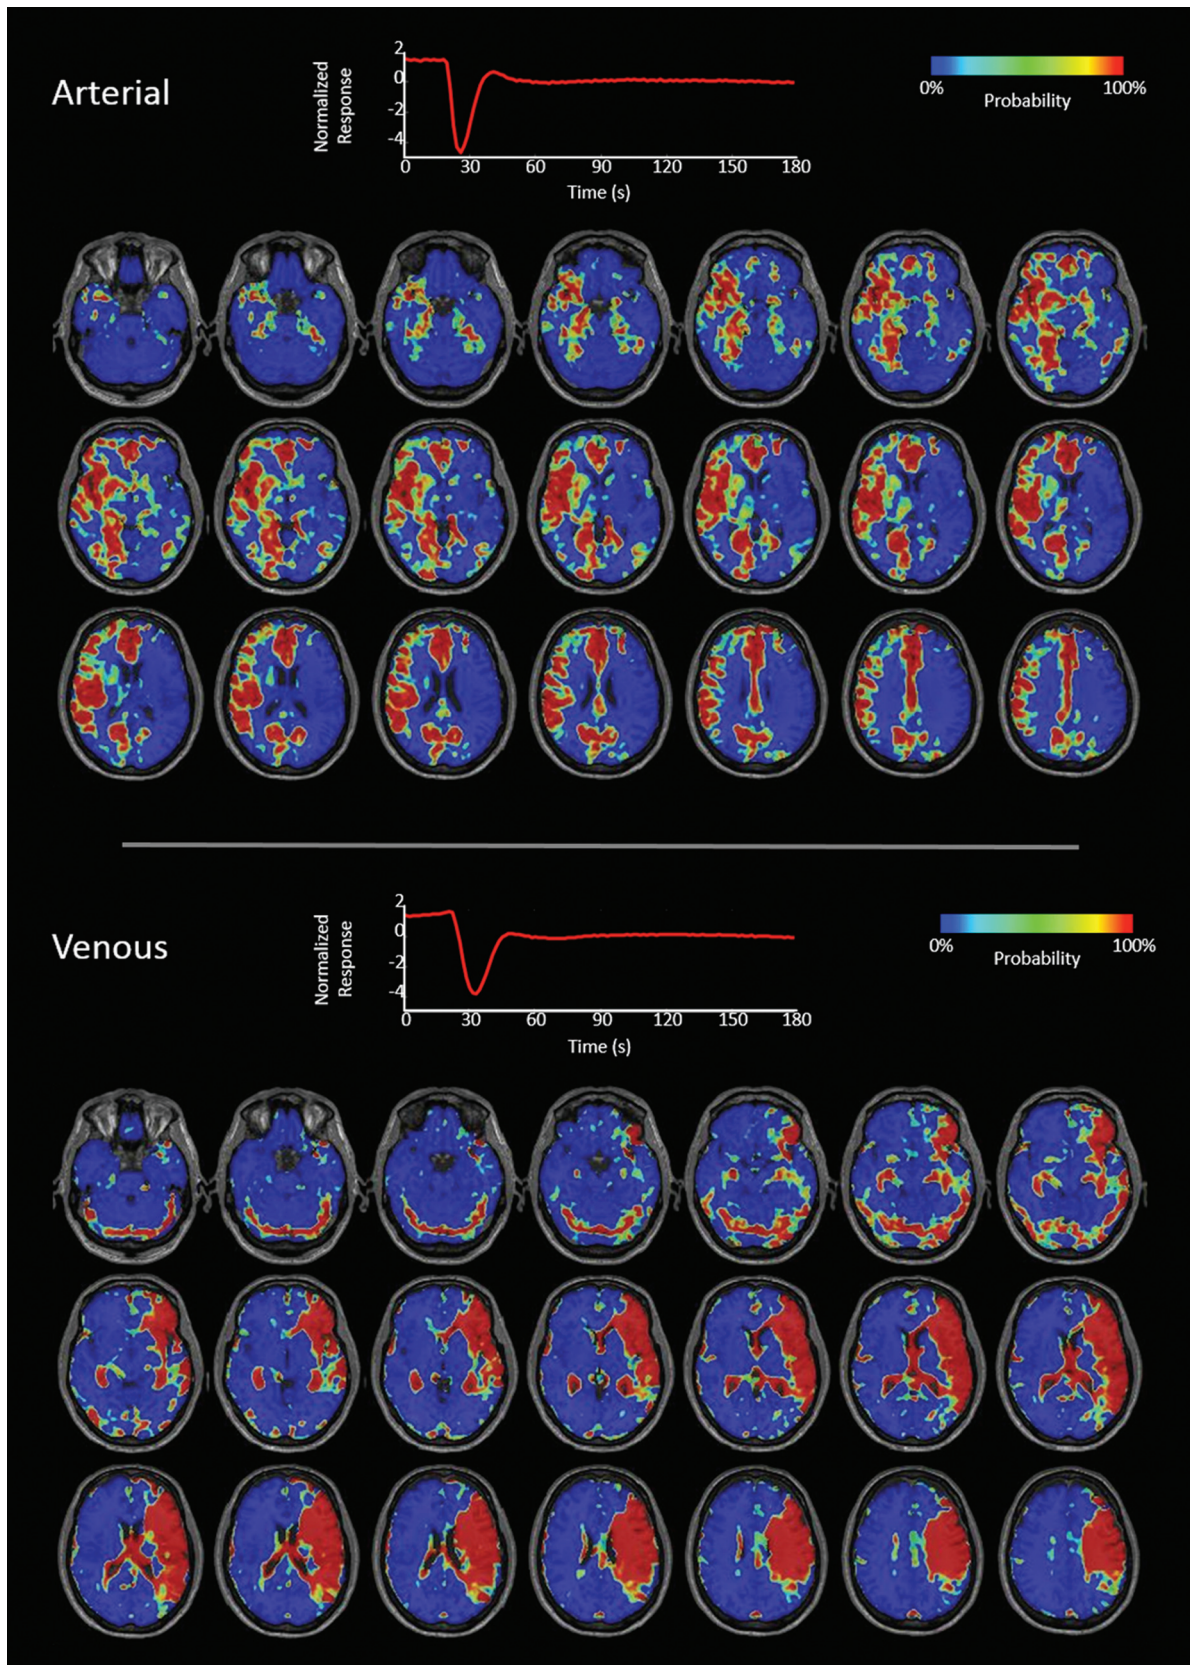 Arterial
Normalized
Response
2
0
-2
-4
0 30 60 90 120 150 180
Time (s)
0% 100%
Probability
Venous
Normalized
Response
2
0
-2
-4
0 30 60 90 120 150 180
Time (s)
0% 100%
Probability